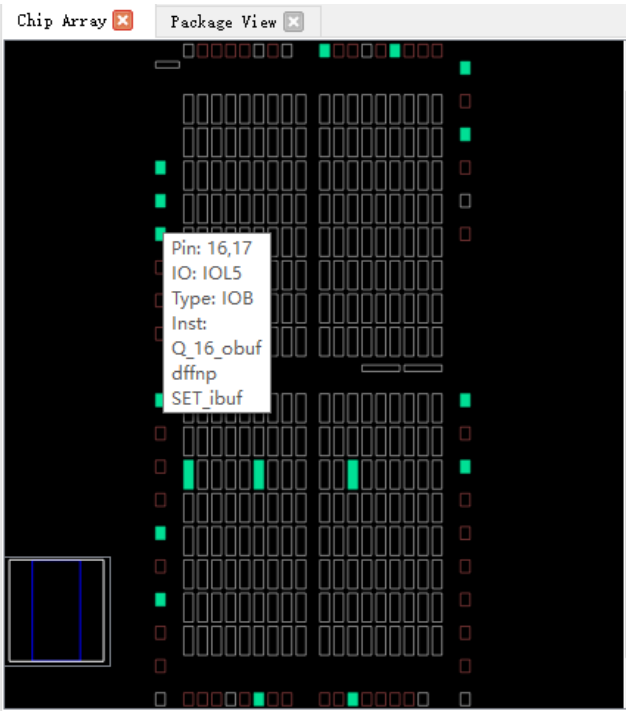 Chip Array
Package View
Pin: 16,17
IO: IOL5
Type: IOB
Inst:
Q_16_obuf
dffnp
SET_ibuf